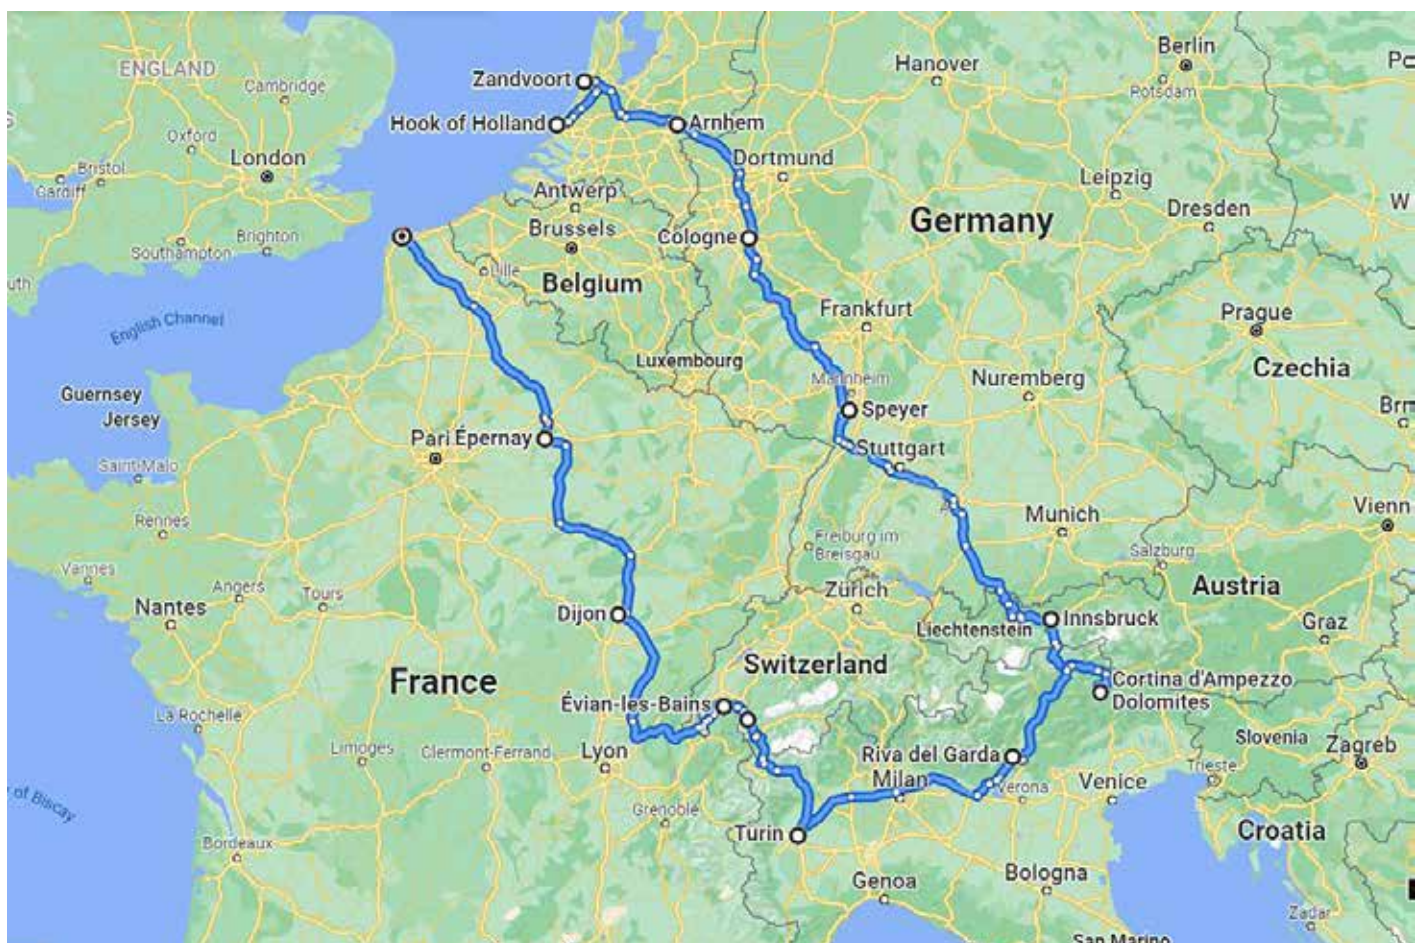 Berlin
ENGLAND
Hanover
Zandvoort
Cambridge
Potsdam
Hook of Holland
Arnhem
Oxford
London
Dortmund
Bristol
Cardiff
Leipzig
Antwerp
Dresden
W
Germany
Brussels
Brighton
Cologne
Southampton
Lille
Belgium
uth
Frankfurt
Prague
English Channel
Luxembourg
Czechia
Mannheim
Nuremberg
Guernsey
Jersey
Speyer
Pari
Épernay
Stuttgart
Saint-Malo
Vienn
Munich
Rennes
Freiburg im
Breisgau
Salzburg
Vannes
Angers
Tours
Zürich
Austria
Nantes
Dijon
Liechtenstein
Innsbruck
Graz
Switzerland
France
Cortina d'Ampezzo
Dolomites
Évian-les-Bains
La Rochelle
Limoges
Clermont-Ferrand
Lyon
Riva del Garda
Slovenia
Zagreb
Milan
Trieste
Verona
Venice
of Biscay
Grenoble
Turin
Croatia
Bordeaux
Genoa
Bologna
Zadar
San Marino